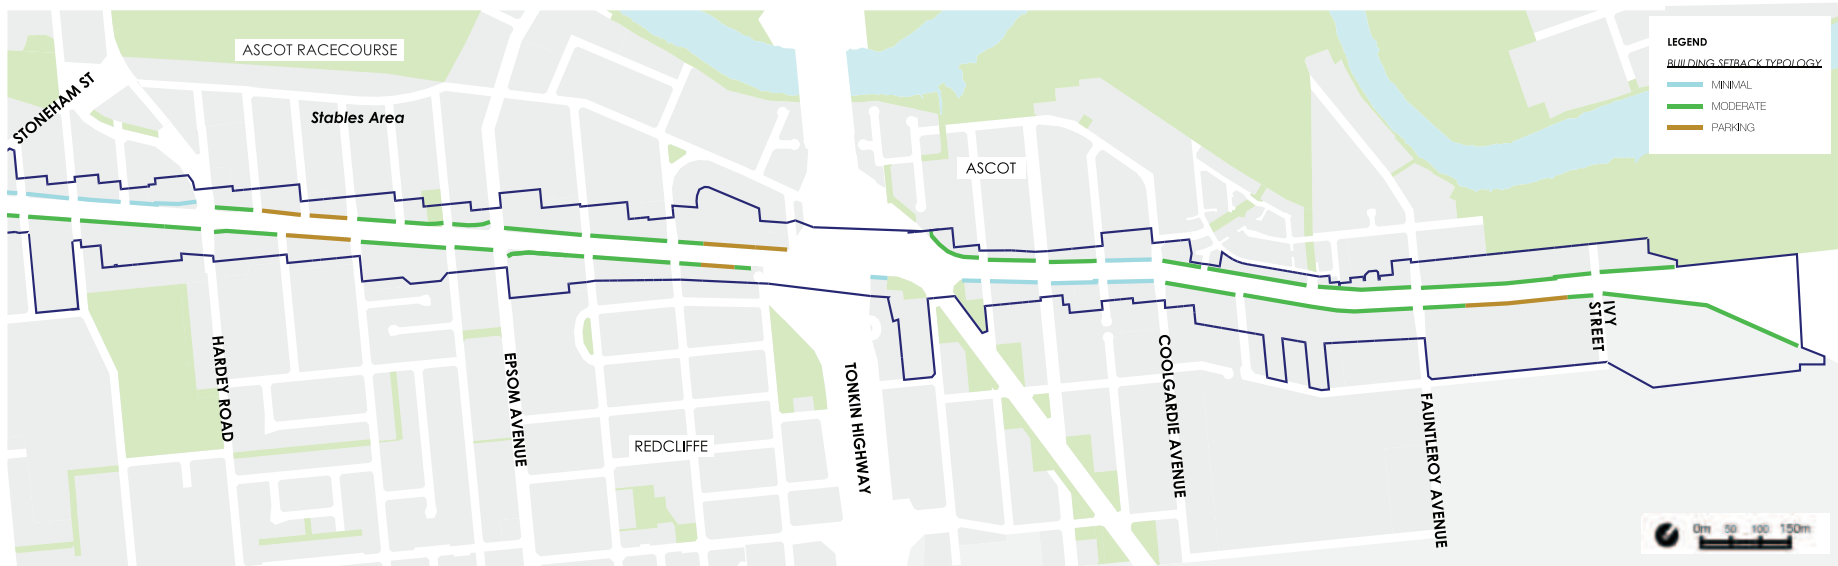 ASCOT RACECOURSE
STONEHAM ST
Stables Area
ASCOT
LEGEND
BUILDING SETBACK TYPOLOGY
MINIMAL
MODERATE
PARKING
HARDEY ROAD
EPSOM AVENUE
REDCLIFFE
TONKIN HIGHWAY
COOLGARDIE AVENUE
FAUNTLEROY AVENUE
IVY
STREET
0m 50 100 150m